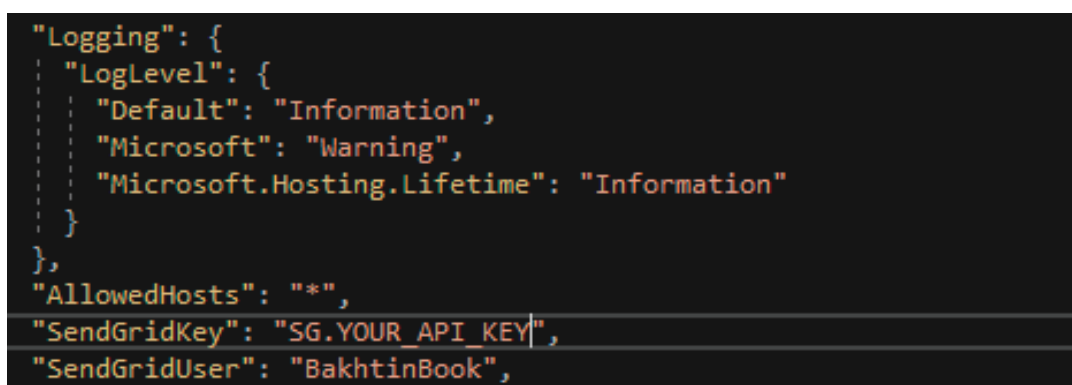 "Logging": {
"LogLevel": {
"Default": "Information",
"Microsoft": "Warning",
"Microsoft.Hosting.Lifetime": "Information"
}
},
"AllowedHosts": "*",
"SendGridKey": "SG.YOUR_API_KEY",
"SendGridUser": "BakhtinBook",